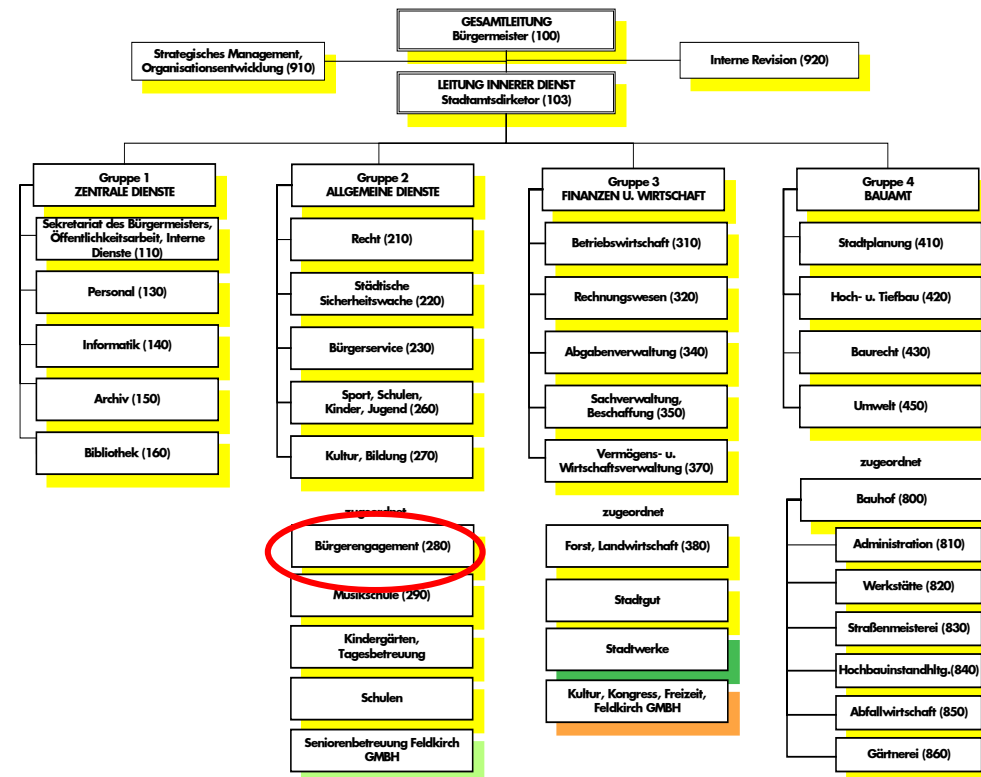 GESAMTLEITUNG
Bürgermeister (100)
Strategisches Management,
Organisationsentwicklung (910)
Interne Revision (920)
LEITUNG INNERER DIENST
Stadtamtsdirketor (103)
Gruppe 1
ZENTRALE DIENSTE
Sekretariat des Bürgermeisters,
Öffentlichkeitsarbeit, Interne
Dienste (110)
Personal (130)
Informatik (140)
Archiv (150)
Bibliothek (160)
Gruppe 2
ALLGEMEINE DIENSTE
Recht (210)
Städtische
Sicherheitswache (220)
Bürgerservice (230)
Sport, Schulen,
Kinder, Jugend (260)
Kultur, Bildung (270)
zugeordnet
Bürgerengagement (280)
Musikschule (290)
Kindergärten,
Tagesbetreuung
Schulen
Seniorenbetreuung Feldkirch
GMBH
Gruppe 3
FINANZEN U. WIRTSCHAFT
Betriebswirtschaft (310)
Rechnungswesen (320)
Abgabenverwaltung (340)
Sachverwaltung,
Beschaffung (350)
Vermögens- u.
Wirtschaftsverwaltung (370)
zugeordnet
Forst, Landwirtschaft (380)
Stadtgut
Stadtwerke
Kultur, Kongress, Freizeit,
Feldkirch GMBH
Gruppe 4
BAUAMT
Stadtplanung (410)
Hoch- u. Tiefbau (420)
Baurecht (430)
Umwelt (450)
zugeordnet
Bauhof (800)
Administration (810)
Werkstätte (820)
Straßenmeisterei (830)
Hochbauinstandhltg.(840)
Abfallwirtschaft (850)
Gärtnerei (860)